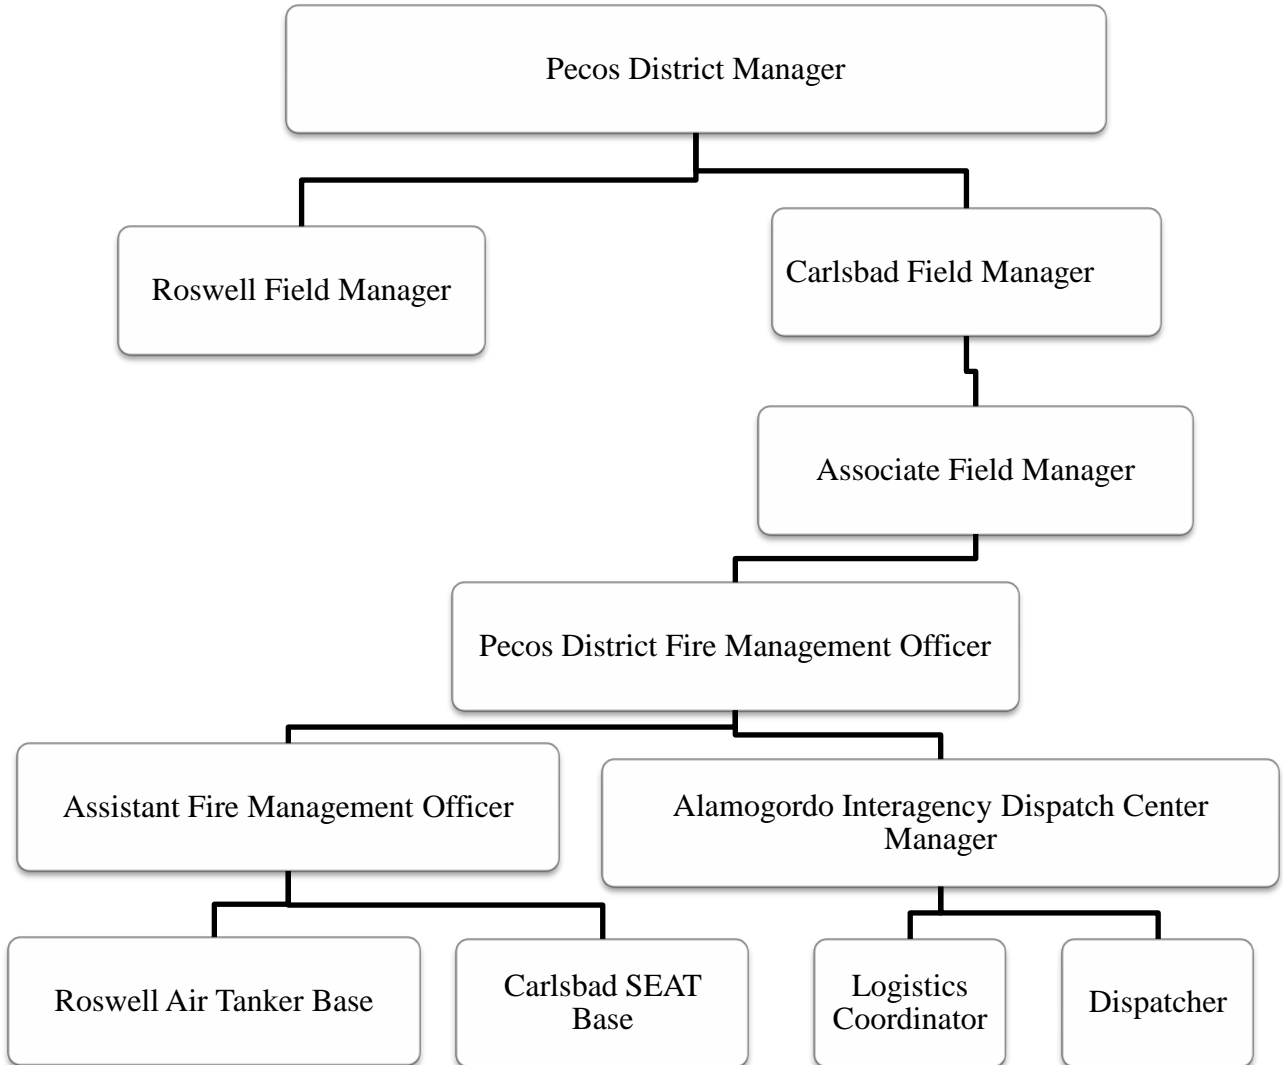 Pecos District Manager
Roswell Field Manager
Carlsbad Field Manager
Associate Field Manager
Pecos District Fire Management Officer
Assistant Fire Management Officer
Alamogordo Interagency Dispatch Center
Manager
Roswell Air Tanker Base
Carlsbad SEAT
Base
Logistics
Coordinator
Dispatcher